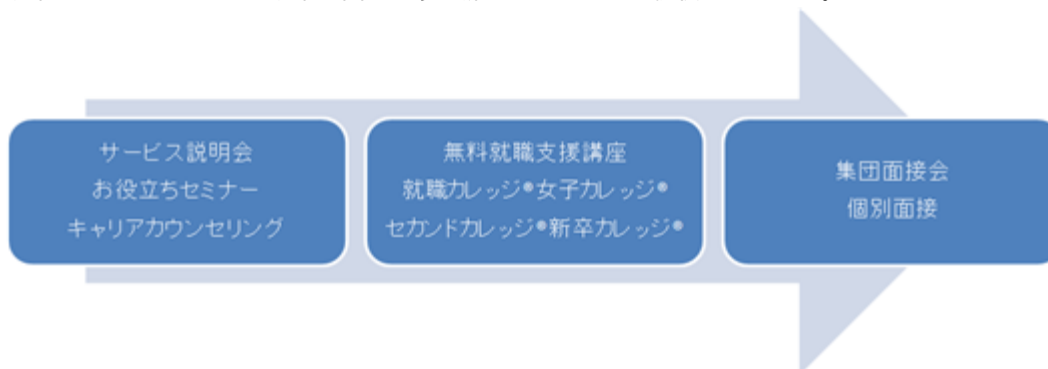 サービス説明会
お役立ちセミナー
キャリアカウンセリング
無料就職支援講座
就職カレッジ®女子カレッジ®
セカンドカレッジ®新卒カレッジ®
集団面接会
個別面接